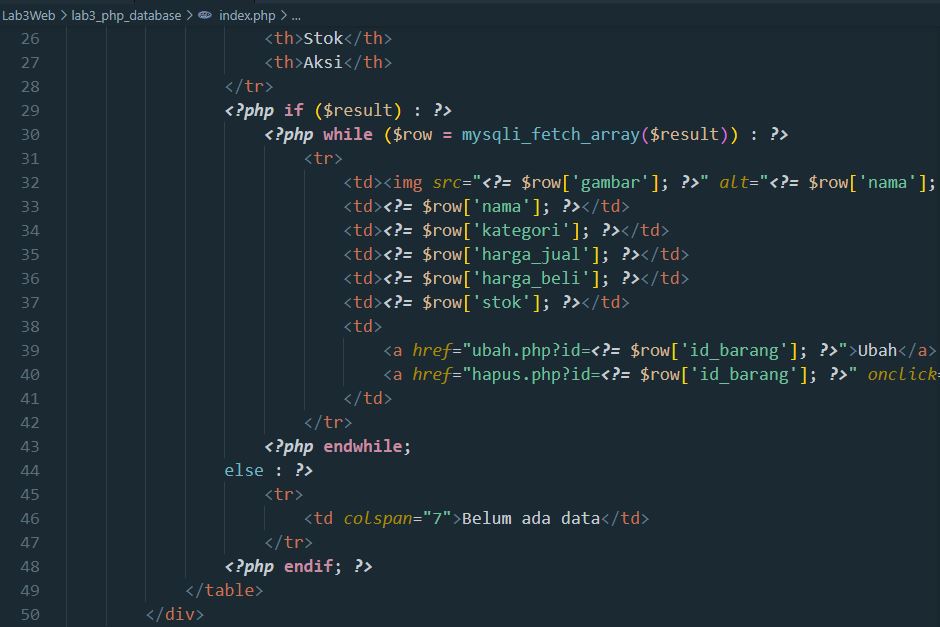 Lab3Web > lab3_php_database > index.php > ...
26 <th>Stok</th>
27 <th>Aksi</th>
28 </tr>
29 <?php if ($result) : ?>
30 <?php while ($row = mysqli_fetch_array($result)) : ?>
31 <tr>
32 <td><img src="<?= $row['gambar']; ?>" alt="<?= $row['nama'];
33 <td><?= $row['nama']; ?></td>
34 <td><?= $row['kategori']; ?></td>
35 <td><?= $row['harga_jual']; ?></td>
36 <td><?= $row['harga_beli']; ?></td>
37 <td><?= $row['stok']; ?></td>
38 <td>
39 <a href="ubah.php?id=<?= $row['id_barang']; ?>">Ubah</a>
40 <a href="hapus.php?id=<?= $row['id_barang']; ?>" onclick=
41 </td>
42 </tr>
43 <?php endwhile;
44 else : ?>
45 <tr>
46 <td colspan="7">Belum ada data</td>
47 </tr>
48 <?php endif; ?>
49 </table>
50 </div>